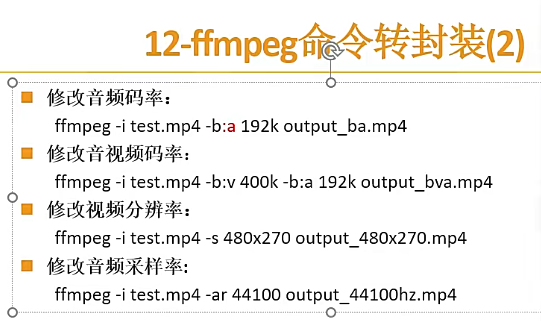 12-ffmpeg命令转封装(2)
修改音频码率：
ffmpeg -i test.mp4 -b:a 192k output_ba.mp4
修改音视频码率：
ffmpeg -i test.mp4 -b:v 400k -b:a 192k output_bva.mp4
修改视频分辨率：
ffmpeg -i test.mp4 -s 480x270 output_480x270.mp4
修改音频采样率:
ffmpeg -i test.mp4 -ar 44100 output_44100hz.mp4